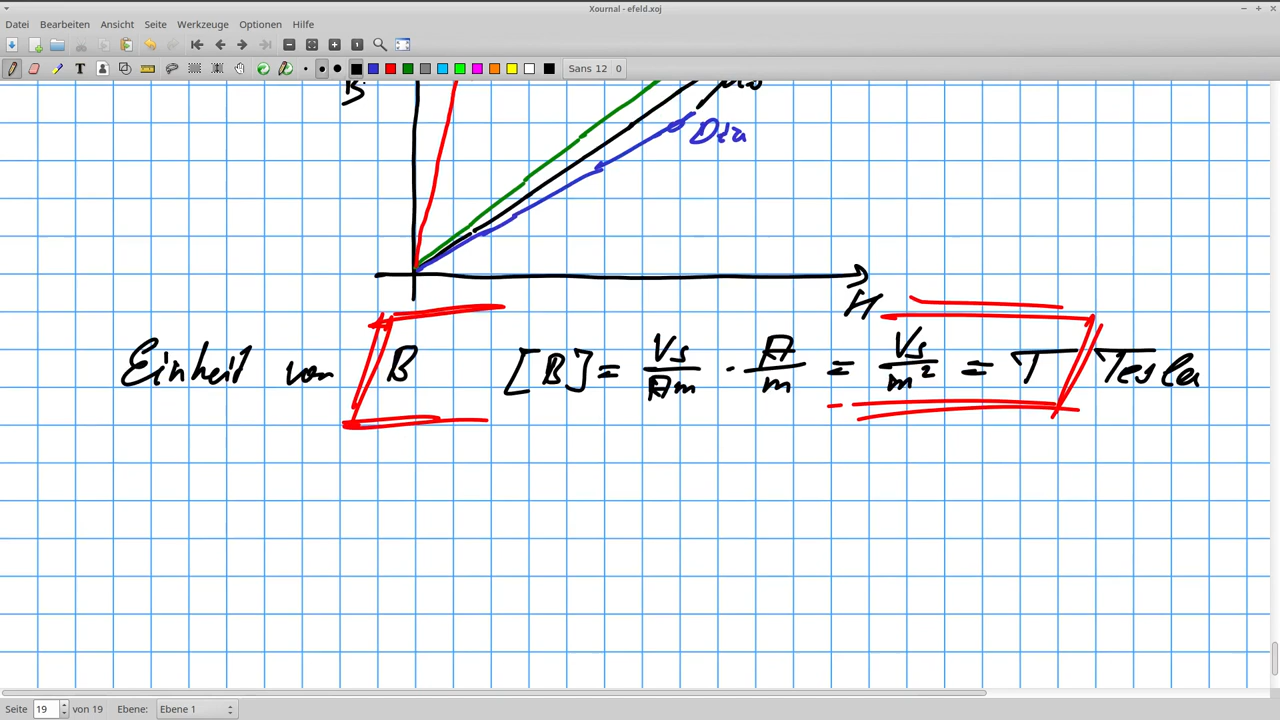 Xournal - efeld.xoj
Datei Bearbeiten Ansicht Seite Werkzeuge Optionen Hilfe
Sans 12 0
B
Dia
H
Einheit von B [B] = Vs/Am · A/m = Vs/m² = T Tesla
Seite 19 von 19 Ebene: Ebene 1